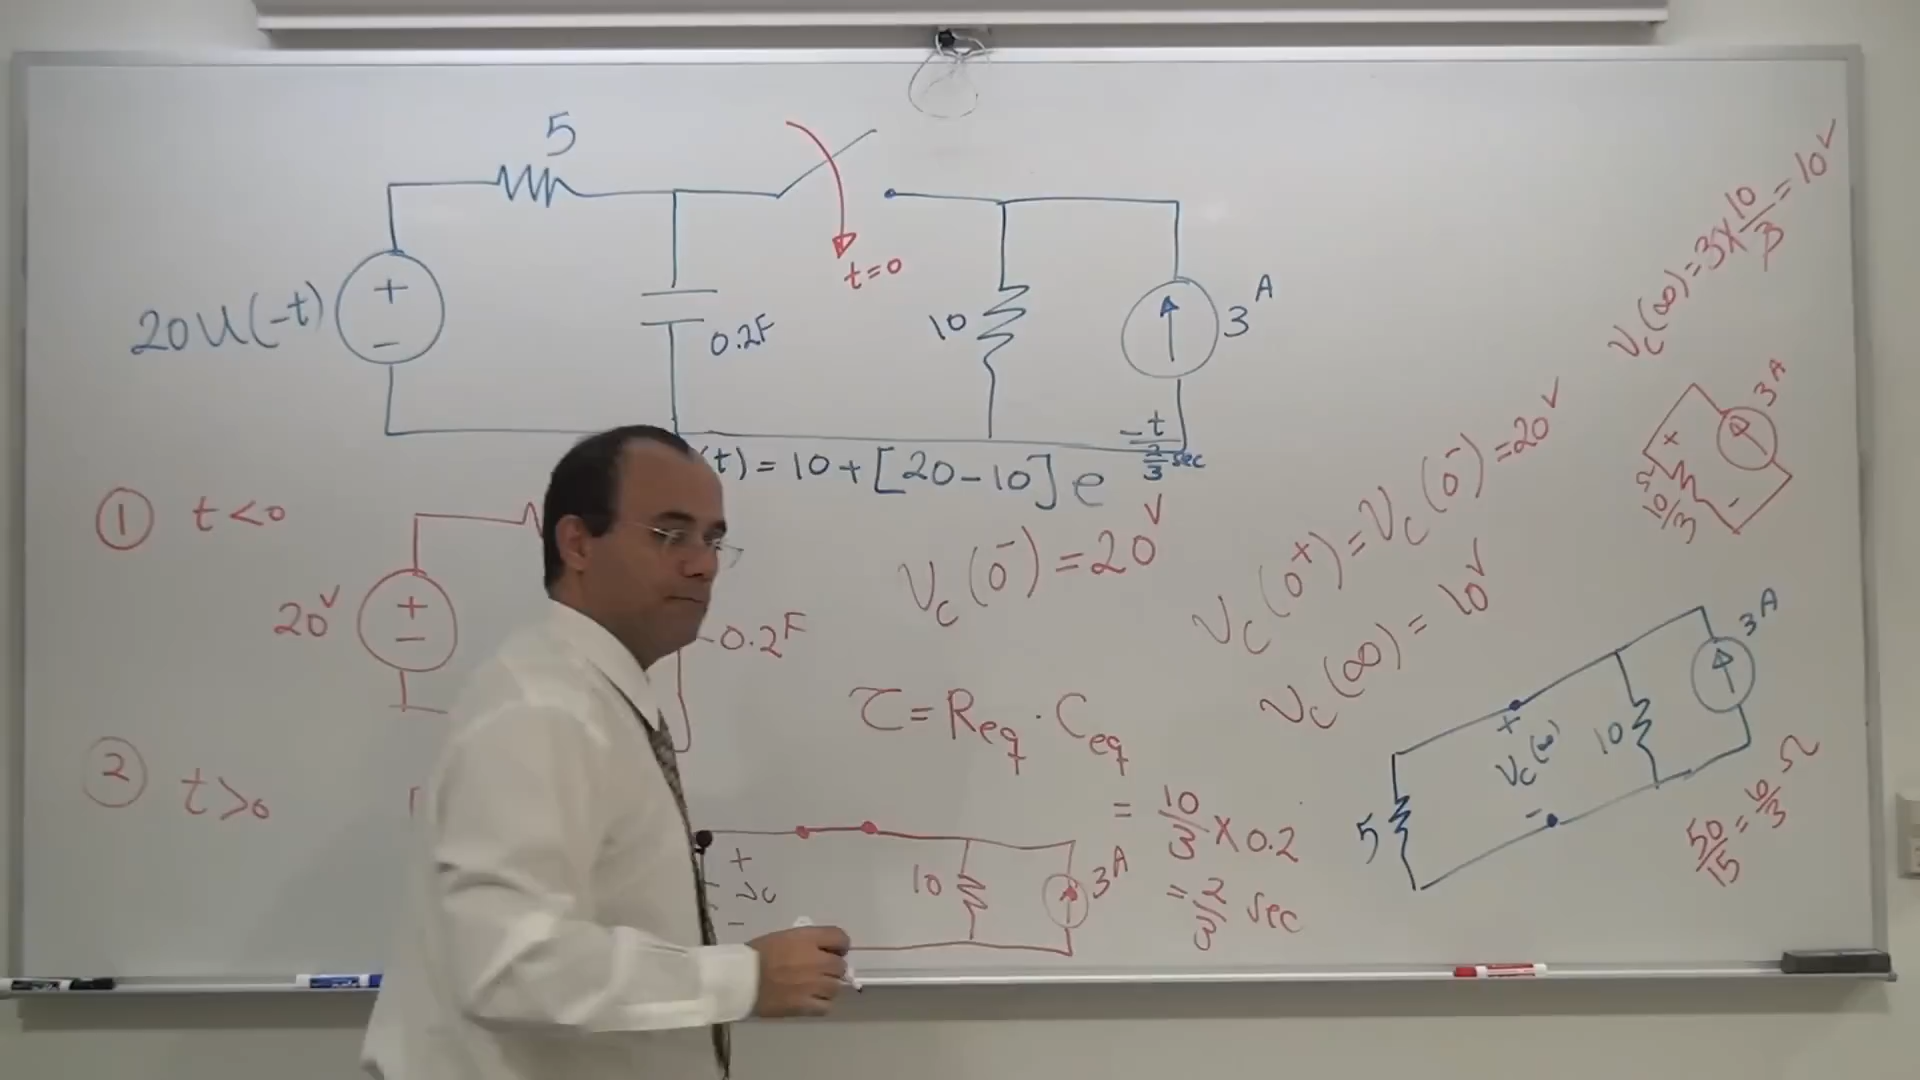 5
20u(-t)
+
-
0.2F
t=0
10
3A
(t) = 10 + [20-10] e -t/(2/3) sec
① t<0
20V
+
-
0.2F
Vc(0⁻) = 20V
Vc(0⁺) = Vc(0⁻) = 20V
Vc(∞) = 10V
τ = Req · Ceq
= 10/3 × 0.2
= 2/3 sec
② t>0
+
Vc
-
10
3A
Vc(∞) = 3 × 10/3 = 10V
3A
+
-
10/3 Ω
5
+
Vc(∞)
-
10
3A
50/15 = 10/3 Ω